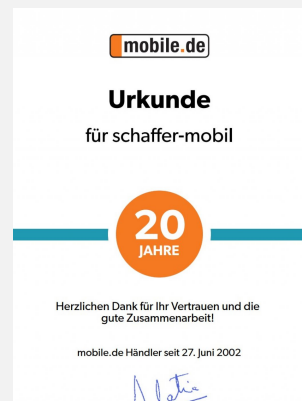 mobile.de
Urkunde
für schaffer-mobil
20
JAHRE
Herzlichen Dank für Ihr Vertrauen und die
gute Zusammenarbeit!
mobile.de Händler seit 27. Juni 2002